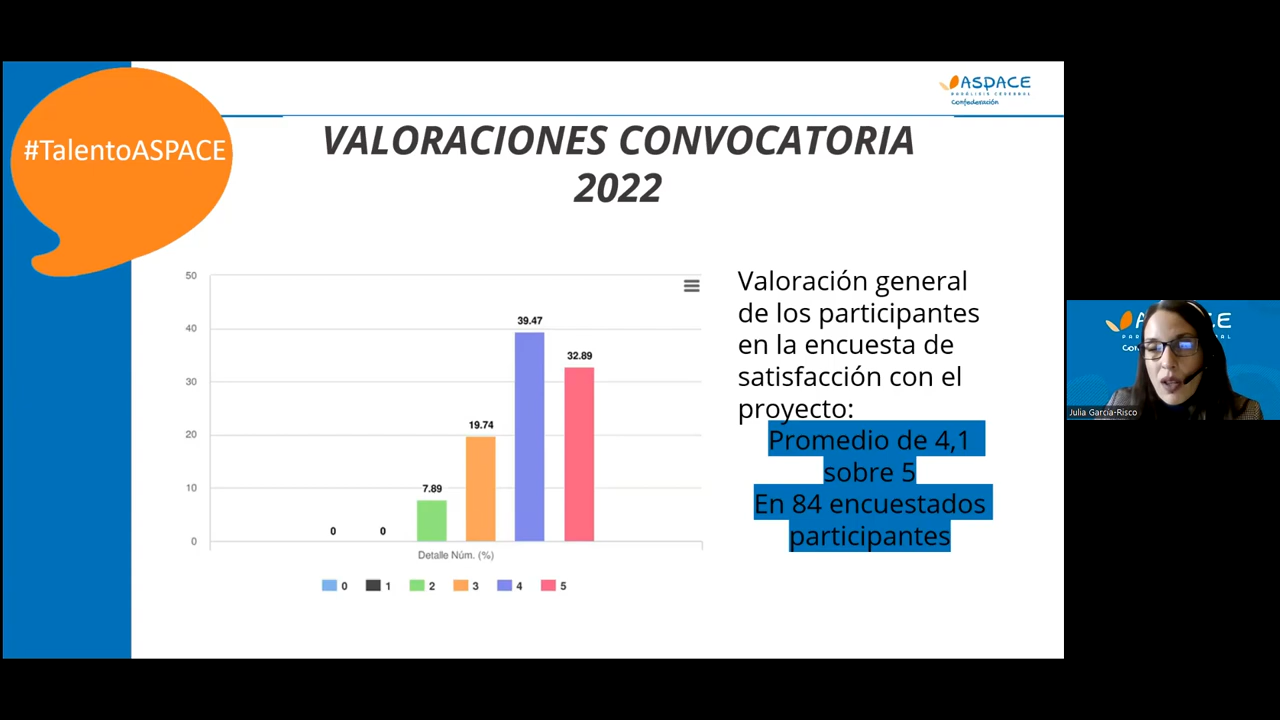 #TalentoASPACE
ASPACE
PARÁLISIS CEREBRAL
Confederación
VALORACIONES CONVOCATORIA
2022
50
40
30
20
10
0
0
0
7.89
19.74
39.47
32.89
Detalle Núm. (%)
0 1 2 3 4 5
Valoración general
de los participantes
en la encuesta de
satisfacción con el
proyecto:
Promedio de 4,1
sobre 5
En 84 encuestados
participantes
Julia García-Risco